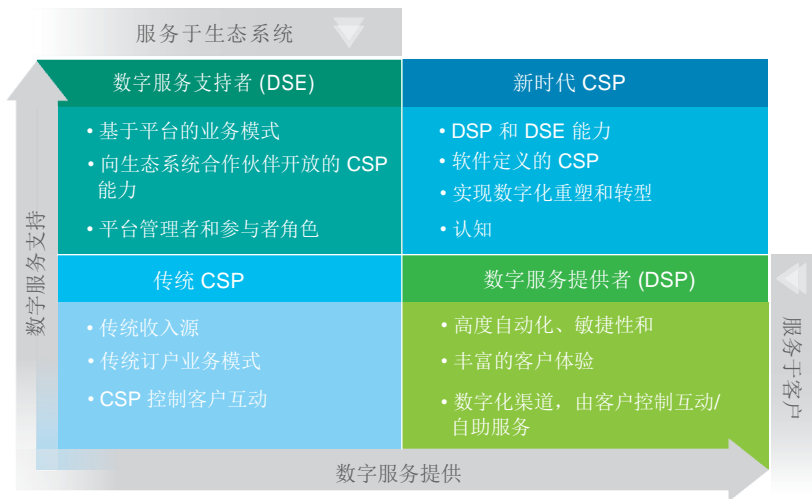 服务于生态系统
数字服务支持者 (DSE)
• 基于平台的业务模式
• 向生态系统合作伙伴开放的 CSP
能力
• 平台管理者和参与者角色
新时代 CSP
• DSP 和 DSE 能力
• 软件定义的 CSP
• 实现数字化重塑和转型
• 认知
数字服务支持
传统 CSP
• 传统收入源
• 传统订户业务模式
• CSP 控制客户互动
数字服务提供者 (DSP)
• 高度自动化、敏捷性和
• 丰富的客户体验
• 数字化渠道，由客户控制互动/
自助服务
服务于客户
数字服务提供